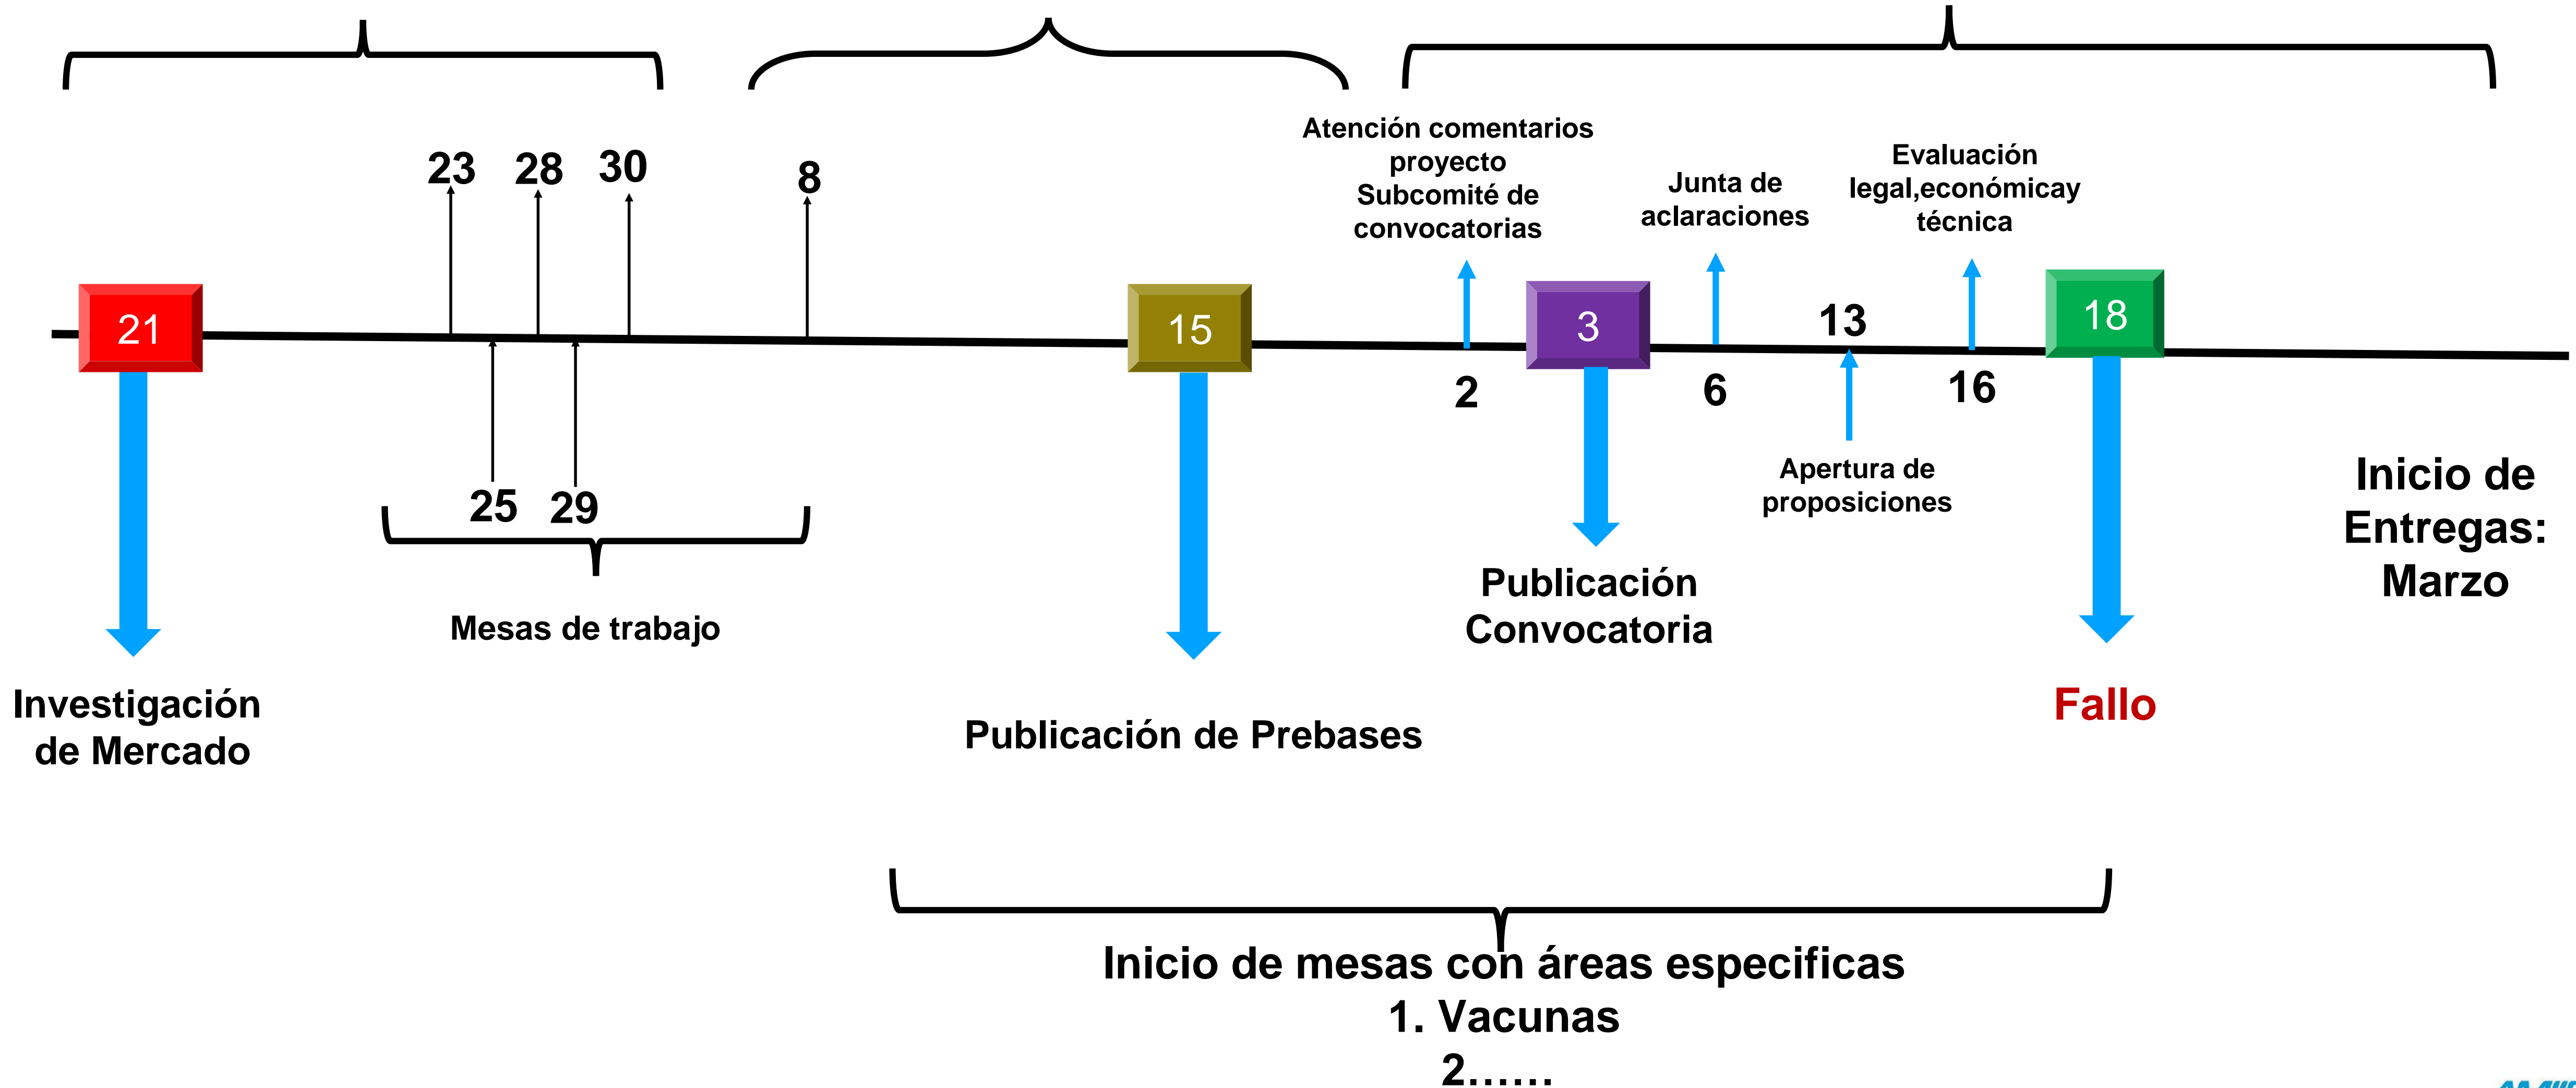 Atención comentarios
proyecto
Subcomité de
convocatorias
Evaluación
legal,económicay
técnica
Junta de
aclaraciones
23
28
30
8
21
15
3
13
18
2
6
16
25
29
Apertura de
proposiciones
Inicio de
Entregas:
Marzo
Mesas de trabajo
Publicación
Convocatoria
Investigación
de Mercado
Publicación de Prebases
Fallo
Inicio de mesas con áreas especificas
1. Vacunas
2......